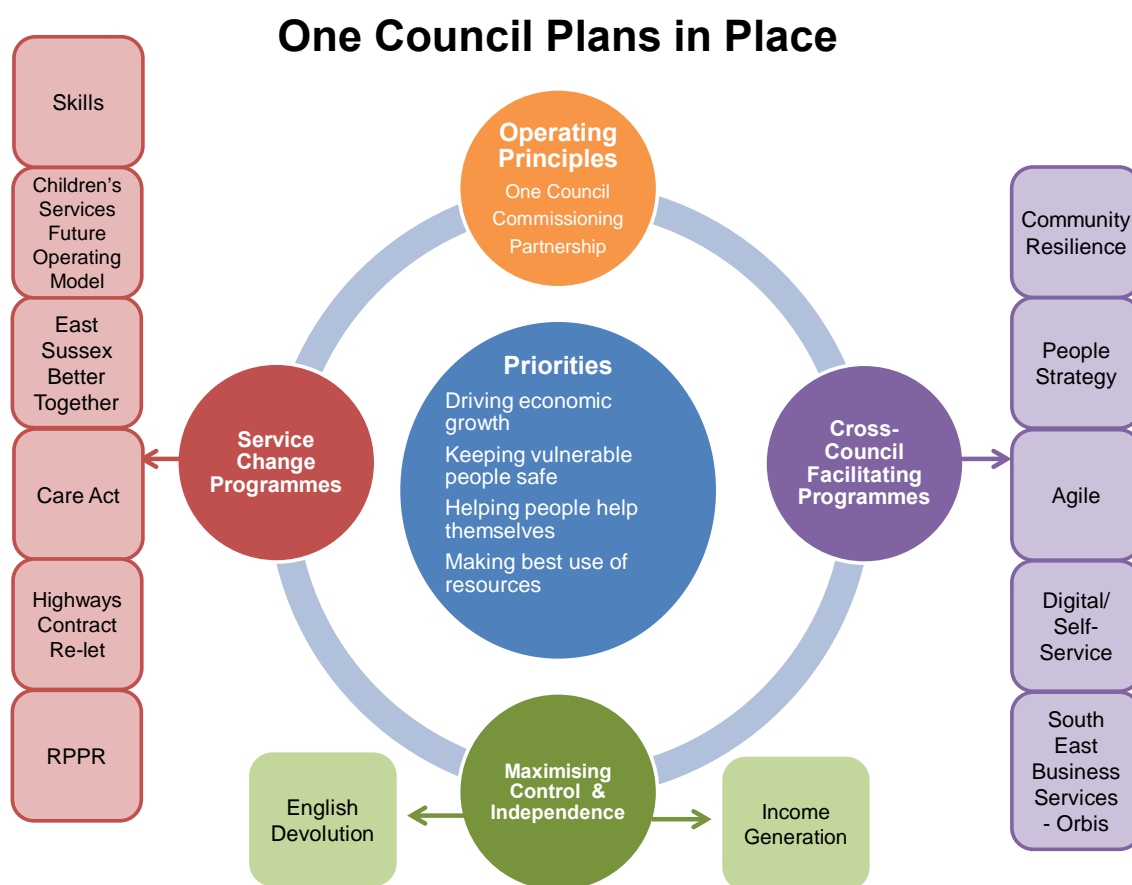 One Council Plans in Place
Skills
Children's
Services
Future
Operating
Model
East
Sussex
Better
Together
Care Act
Highways
Contract
Re-let
RPPR
Operating
Principles
One Council
Commissioning
Partnership
Service
Change
Programmes
Priorities
Driving economic
growth
Keeping vulnerable
people safe
Helping people help
themselves
Making best use of
resources
Cross-
Council
Facilitating
Programmes
Community
Resilience
People
Strategy
Agile
Digital/
Self-
Service
South
East
Business
Services
- Orbis
English
Devolution
Maximising
Control &
Independence
Income
Generation